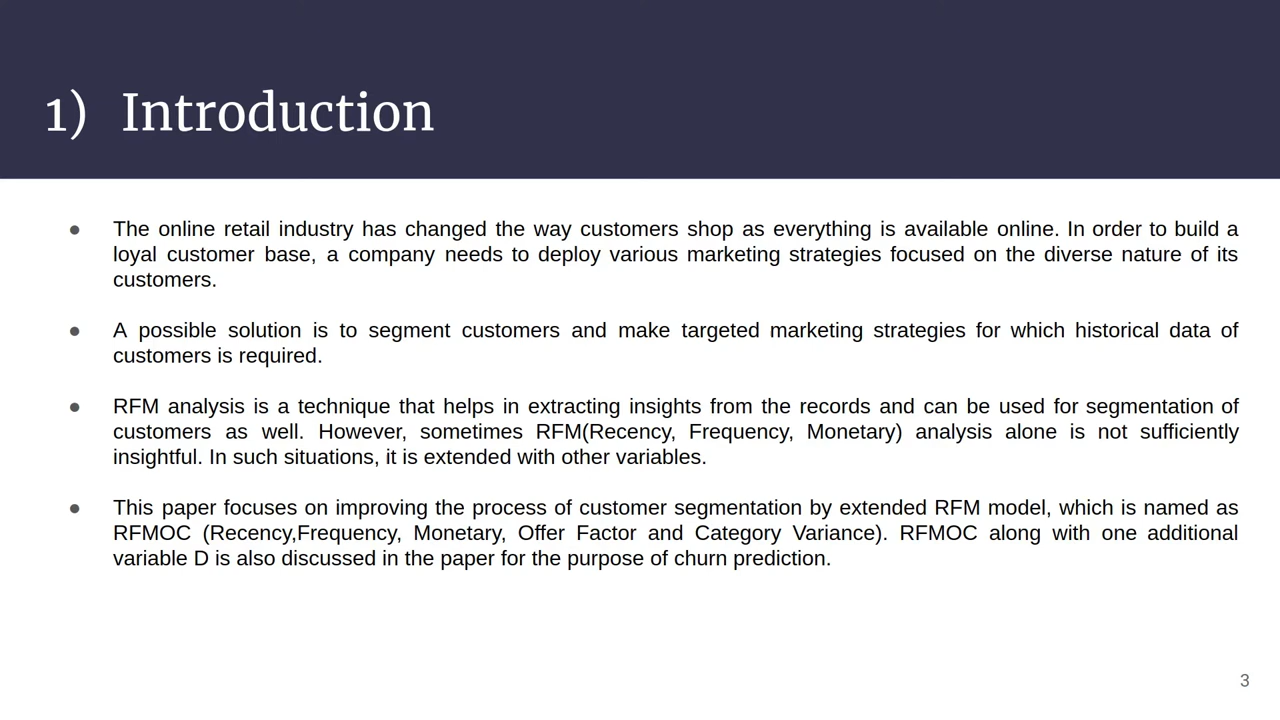 1) Introduction
● The online retail industry has changed the way customers shop as everything is available online. In order to build a
loyal customer base, a company needs to deploy various marketing strategies focused on the diverse nature of its
customers.
● A possible solution is to segment customers and make targeted marketing strategies for which historical data of
customers is required.
● RFM analysis is a technique that helps in extracting insights from the records and can be used for segmentation of
customers as well. However, sometimes RFM(Recency, Frequency, Monetary) analysis alone is not sufficiently
insightful. In such situations, it is extended with other variables.
● This paper focuses on improving the process of customer segmentation by extended RFM model, which is named as
RFMOC (Recency,Frequency, Monetary, Offer Factor and Category Variance). RFMOC along with one additional
variable D is also discussed in the paper for the purpose of churn prediction.
3